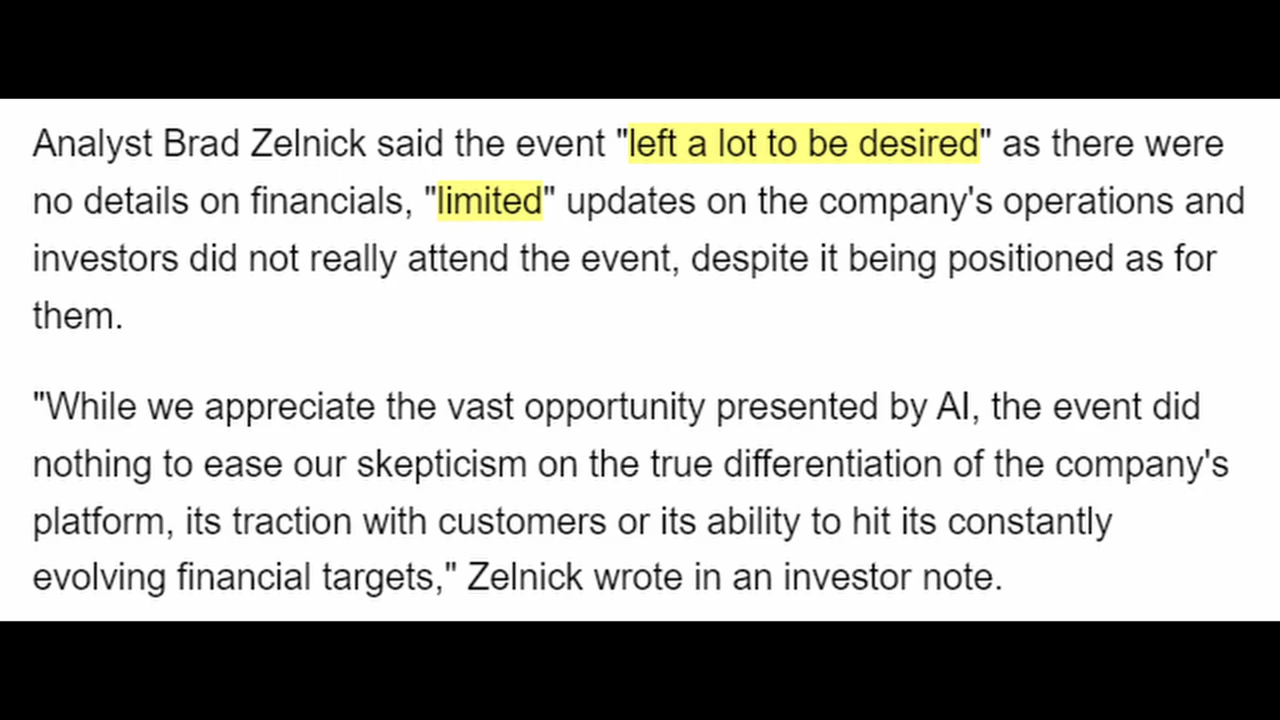 Analyst Brad Zelnick said the event "left a lot to be desired" as there were
no details on financials, "limited" updates on the company's operations and
investors did not really attend the event, despite it being positioned as for
them.
"While we appreciate the vast opportunity presented by AI, the event did
nothing to ease our skepticism on the true differentiation of the company's
platform, its traction with customers or its ability to hit its constantly
evolving financial targets," Zelnick wrote in an investor note.